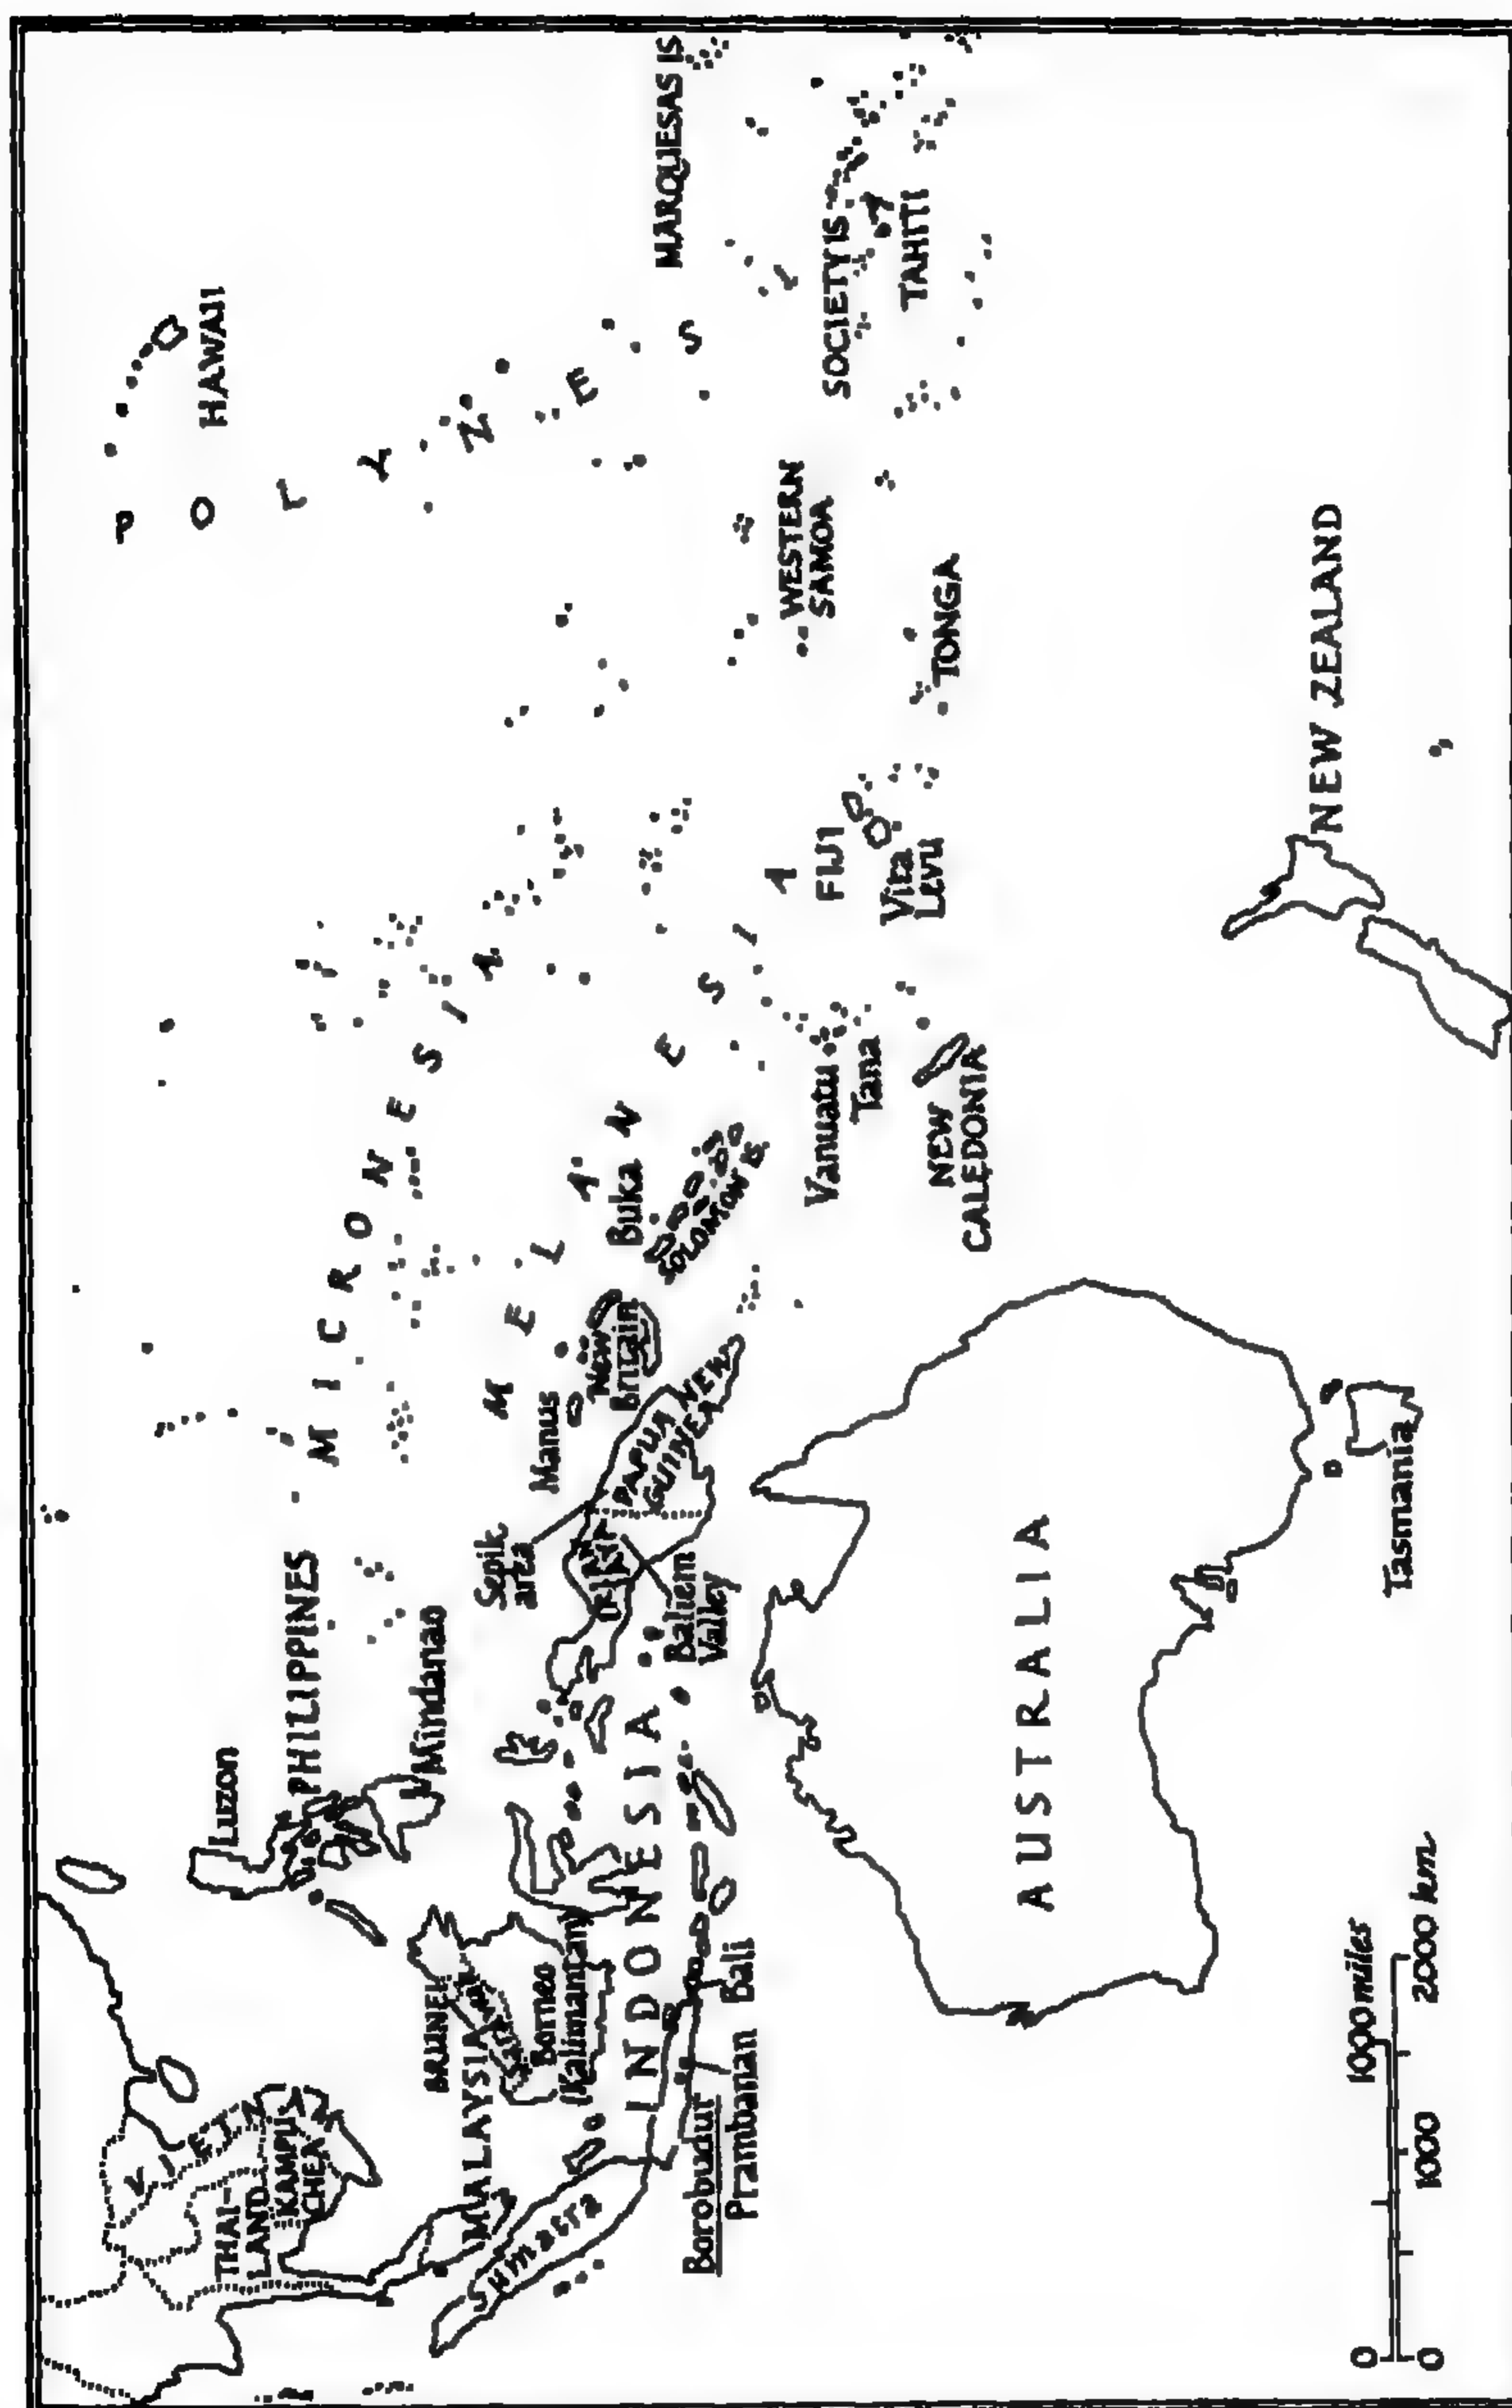 HAWAII
POLYNESIA
MARQUESAS IS
SOCIETY IS
TAHITI
WESTERN
SAMOA
TONGA
MICRONESIA
MELANESIA
FIJI
Vita
Levu
Vanuatu
Tana
NEW
CALEDONIA
Buka
SOLOMON IS
New
Britain
Manus
PAPUA NEW
GUINEA
Sepik
area
Baliem
Valley
Luzon
PHILIPPINES
Mindanao
VIETNAM
THAI-
LAND
KAMPU
CHEA
BRUNEI
MALAYSIA
Borneo
(Kalimantan)
Sumatra
INDONESIA
Borobudur
Prambanan
Bali
AUSTRALIA
Tasmania
NEW ZEALAND
0 1000 miles
0 1000 2000 km